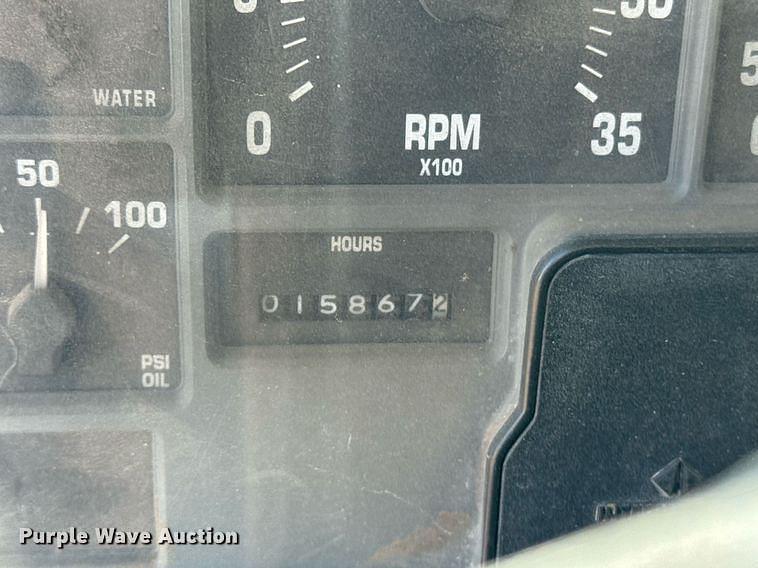 WATER
0
RPM
X100
35
50
100
HOURS
0158672
PSI
OIL
Purple Wave Auction